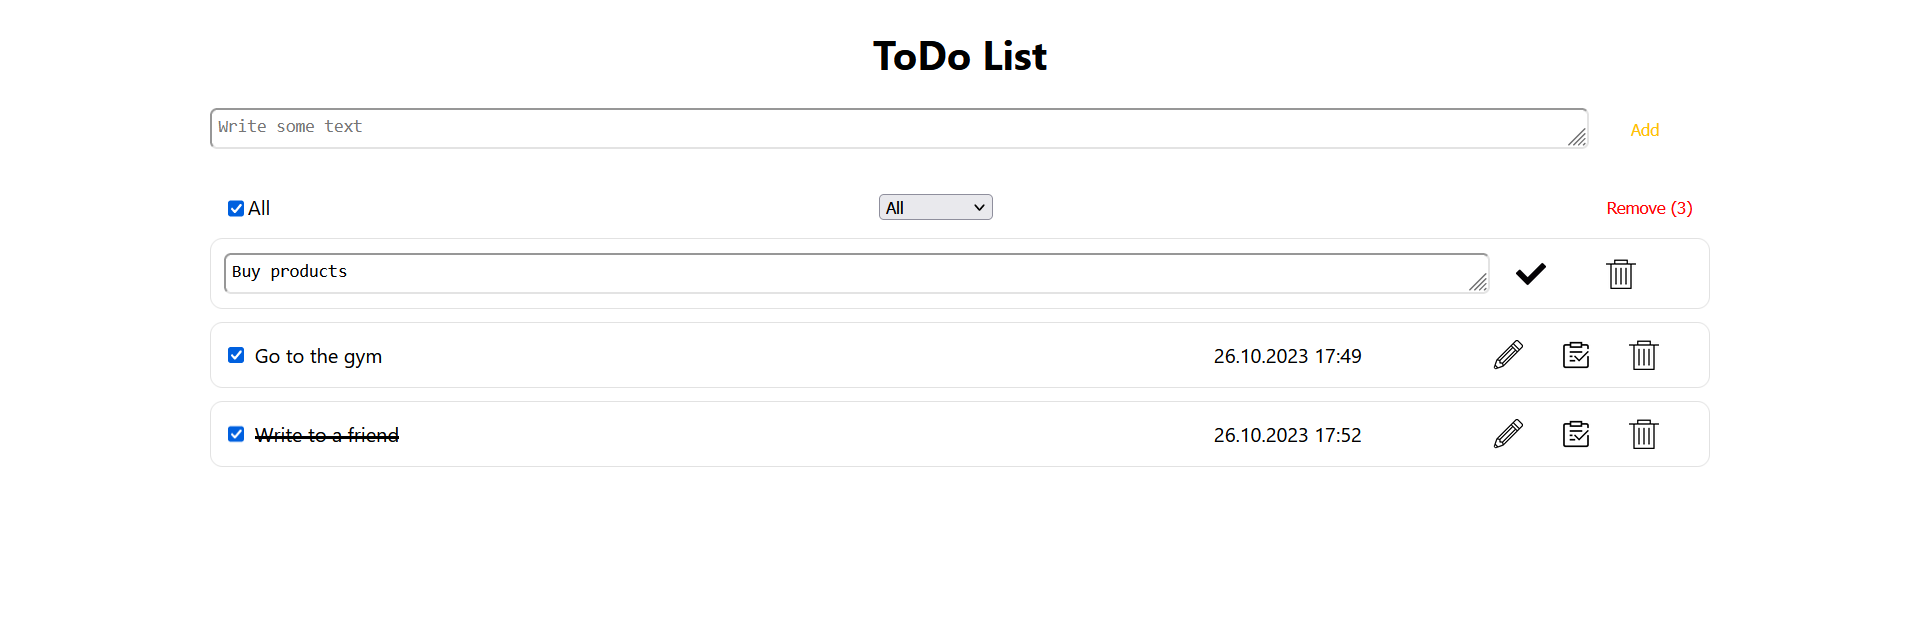 ToDo List
Write some text
Add
All
All
Remove (3)
Buy products
Go to the gym
26.10.2023 17:49
Write to a friend
26.10.2023 17:52